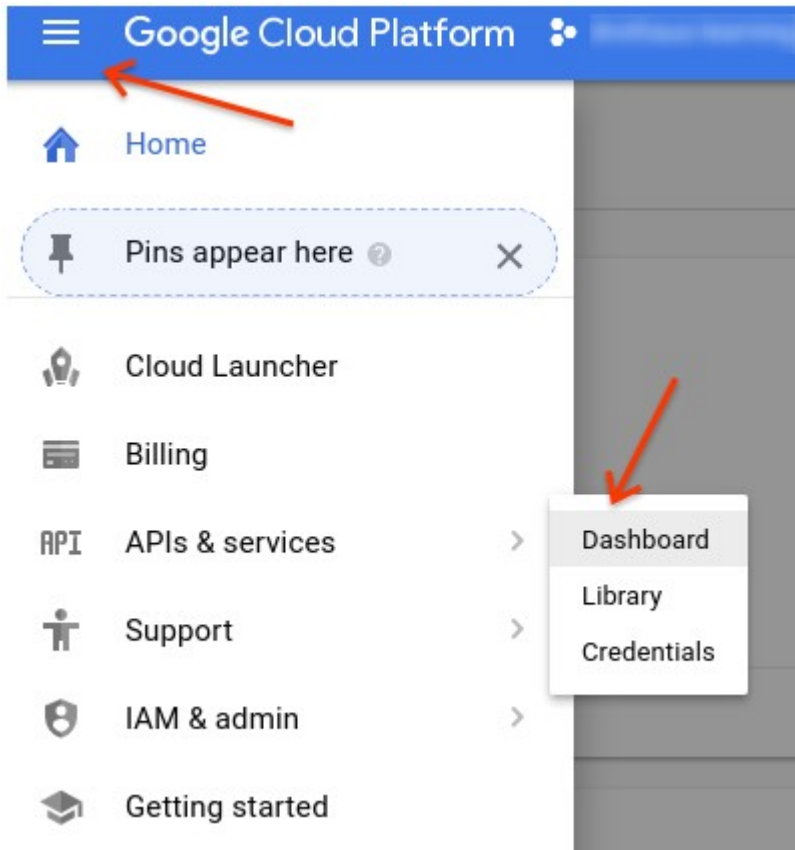 Google Cloud Platform
Home
Pins appear here ?
Cloud Launcher
Billing
API APIs & services
Dashboard
Library
Credentials
Support
IAM & admin
Getting started